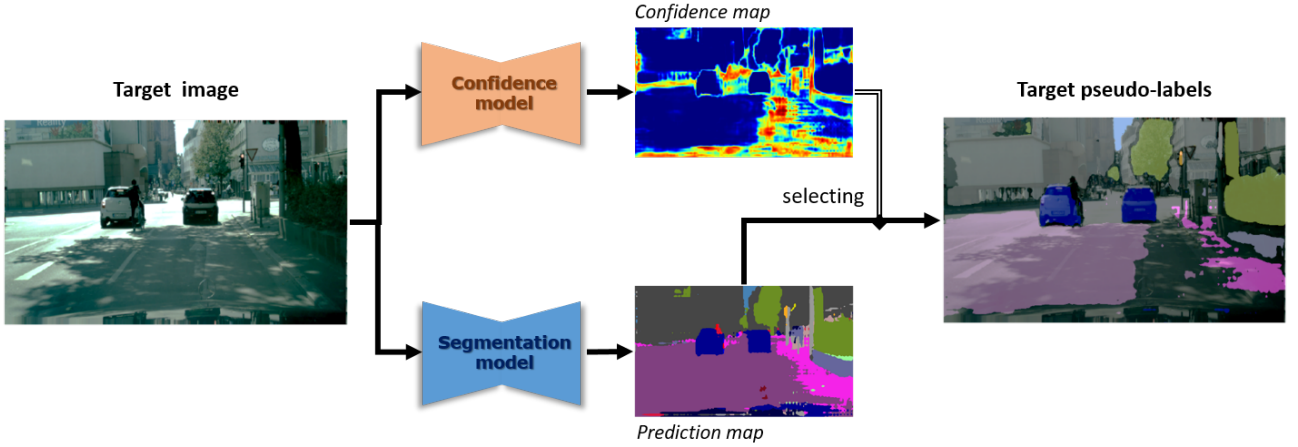 Confidence map
Target image
Confidence
model
Target pseudo-labels
selecting
Segmentation
model
Prediction map